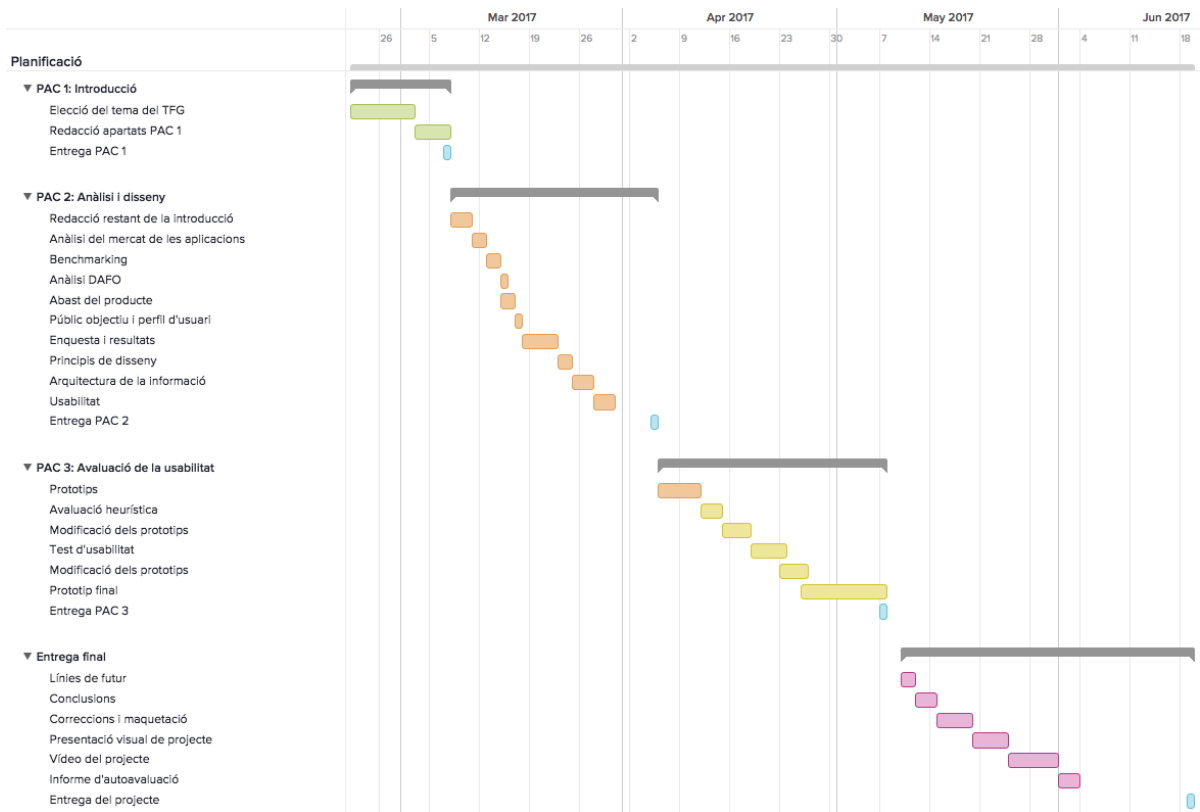 Mar 2017 Apr 2017 May 2017 Jun 2017
26 5 12 19 26 2 9 16 23 30 7 14 21 28 4 11 18
Planificació
▼ PAC 1: Introducció
Elecció del tema del TFG
Redacció apartats PAC 1
Entrega PAC 1
▼ PAC 2: Anàlisi i disseny
Redacció restant de la introducció
Anàlisi del mercat de les aplicacions
Benchmarking
Anàlisi DAFO
Abast del producte
Públic objectiu i perfil d'usuari
Enquesta i resultats
Principis de disseny
Arquitectura de la informació
Usabilitat
Entrega PAC 2
▼ PAC 3: Avaluació de la usabilitat
Prototips
Avaluació heurística
Modificació dels prototips
Test d'usabilitat
Modificació dels prototips
Prototip final
Entrega PAC 3
▼ Entrega final
Línies de futur
Conclusions
Correccions i maquetació
Presentació visual de projecte
Vídeo del projecte
Informe d'autoavaluació
Entrega del projecte